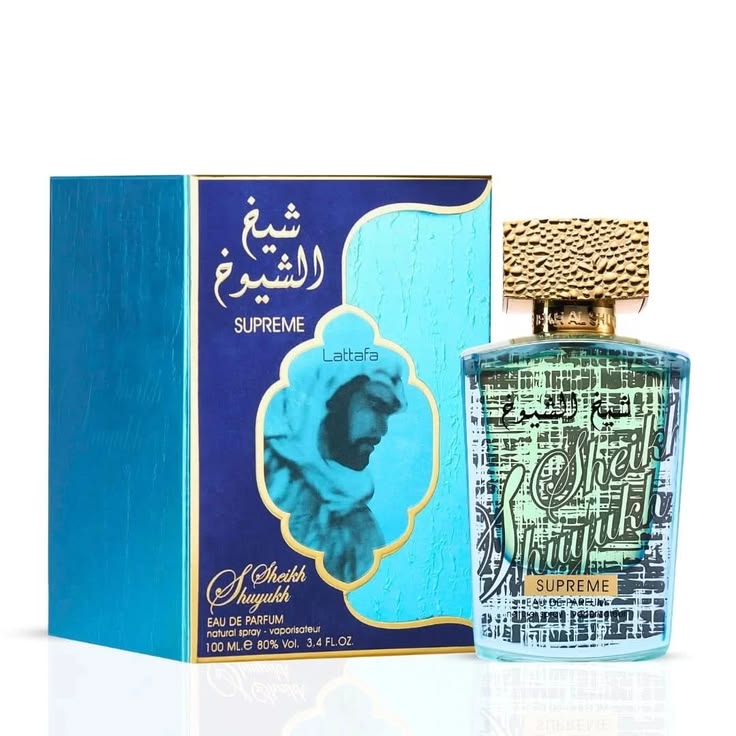 شيخ
الشيوخ
SUPREME
Lattafa
Sheikh
Shuyukh
EAU DE PARFUM
natural spray - vaporisateur
100 ML.e 80% Vol. 3.4 FL.OZ.
شيخ الشيوخ
Sheikh
Shuyukh
SUPREME
EAU DE PARFUM